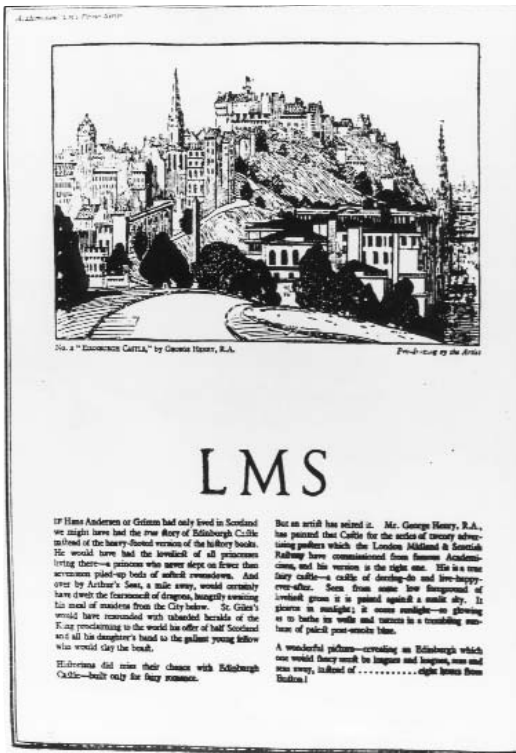 No. 2 "EDINBURGH CASTLE," by GEORGE HENRY, R.A.
Pen-drawing by the Artist
LMS
IF Hans Andersen or Grimm had only lived in Scotland
we might have had the true story of Edinburgh Castle
instead of the heavy-footed version of the history books.
He would have had the loveliest of all princesses
living there—a princess who never slept on fewer than
seventeen piled-up beds of softest swansdown. And
over by Arthur's Seat, a mile away, would certainly
have dwelt the fearsomest of dragons, hungrily awaiting
his meal of maidens from the City below. St. Giles's
would have resounded with tabarded heralds of the
King proclaiming to the world his offer of half Scotland
and all his daughter's hand to the gallant young fellow
who would slay the beast.
Historians did miss their chance with Edinburgh
Castle—built only for fairy romance.
But an artist has seized it. Mr. George Henry, R.A.,
has painted that Castle for the series of twenty adver-
tising posters which the London Midland & Scottish
Railway have commissioned from famous Academi-
cians, and his version is the right one. His is a true
fairy castle—a castle of derring-do and live-happy-
ever-after. Seen from some low foreground of
loveliest green it is poised against a sunlit sky. It
gleams in sunlight; it oozes sunlight—so glowing
as to bathe its walls and turrets in a trembling sun-
haze of palest post-smoke blue.
A wonderful picture—revealing an Edinburgh which
one would fancy must be leagues and leagues, seas and
seas away, instead of ........... eight hours from
Euston!